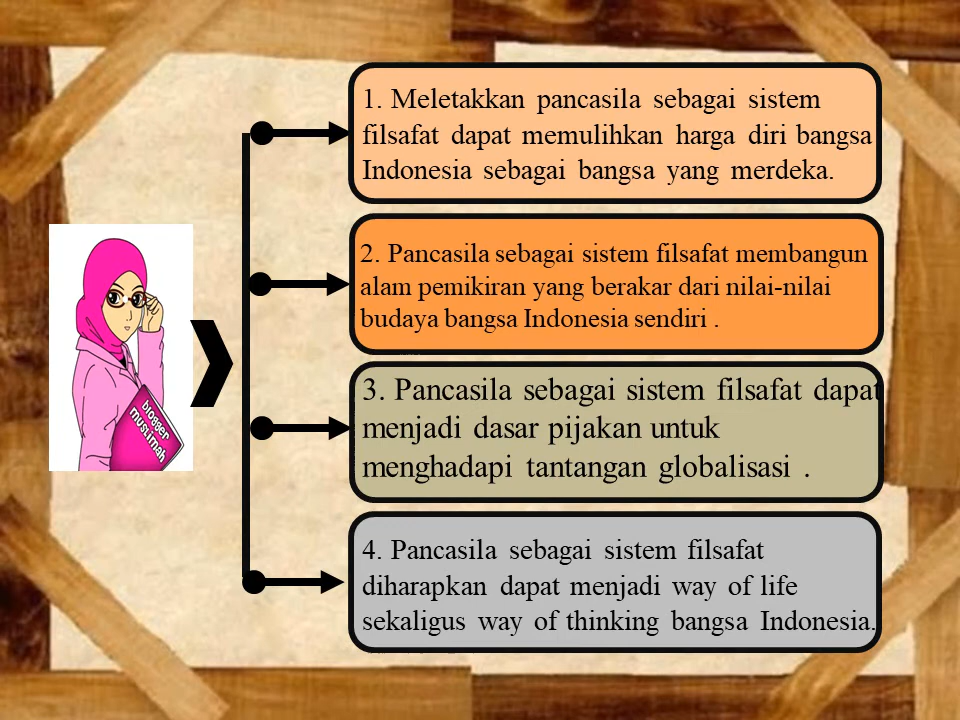 1. Meletakkan pancasila sebagai sistem
filsafat dapat memulihkan harga diri bangsa
Indonesia sebagai bangsa yang merdeka.
2. Pancasila sebagai sistem filsafat membangun
alam pemikiran yang berakar dari nilai-nilai
budaya bangsa Indonesia sendiri .
3. Pancasila sebagai sistem filsafat dapat
menjadi dasar pijakan untuk
menghadapi tantangan globalisasi .
4. Pancasila sebagai sistem filsafat
diharapkan dapat menjadi way of life
sekaligus way of thinking bangsa Indonesia.
blogger
muslimah